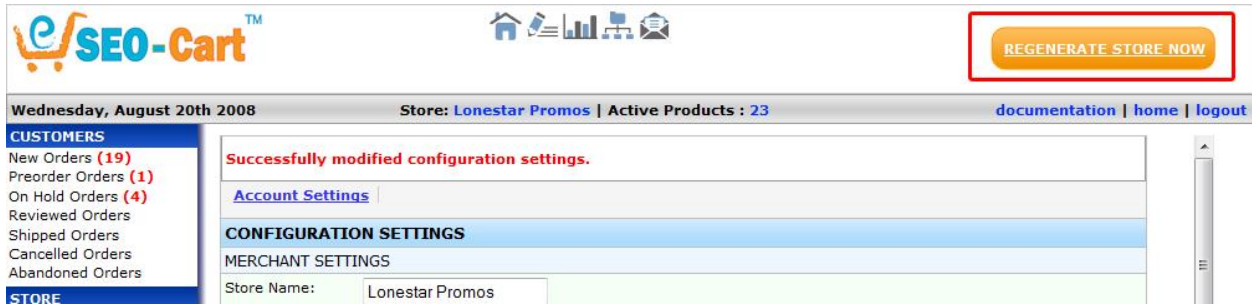 SEO-Cart™
REGENERATE STORE NOW
Wednesday, August 20th 2008 Store: Lonestar Promos | Active Products : 23 documentation | home | logout
CUSTOMERS
New Orders (19)
Preorder Orders (1)
On Hold Orders (4)
Reviewed Orders
Shipped Orders
Cancelled Orders
Abandoned Orders
STORE
Successfully modified configuration settings.
Account Settings
CONFIGURATION SETTINGS
MERCHANT SETTINGS
Store Name: Lonestar Promos